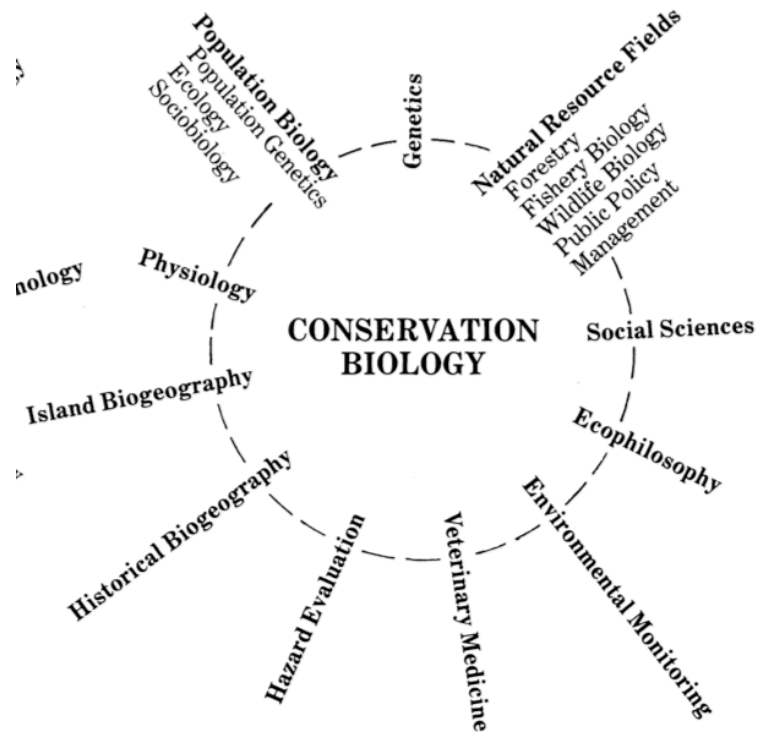 Population Biology
Population Genetics
Ecology
Sociobiology
Genetics
Natural Resource Fields
Forestry
Fishery Biology
Wildlife Biology
Public Policy
Management
Physiology
CONSERVATION
BIOLOGY
Social Sciences
Island Biogeography
Ecophilosophy
Historical Biogeography
Hazard Evaluation
Veterinary Medicine
Environmental Monitoring